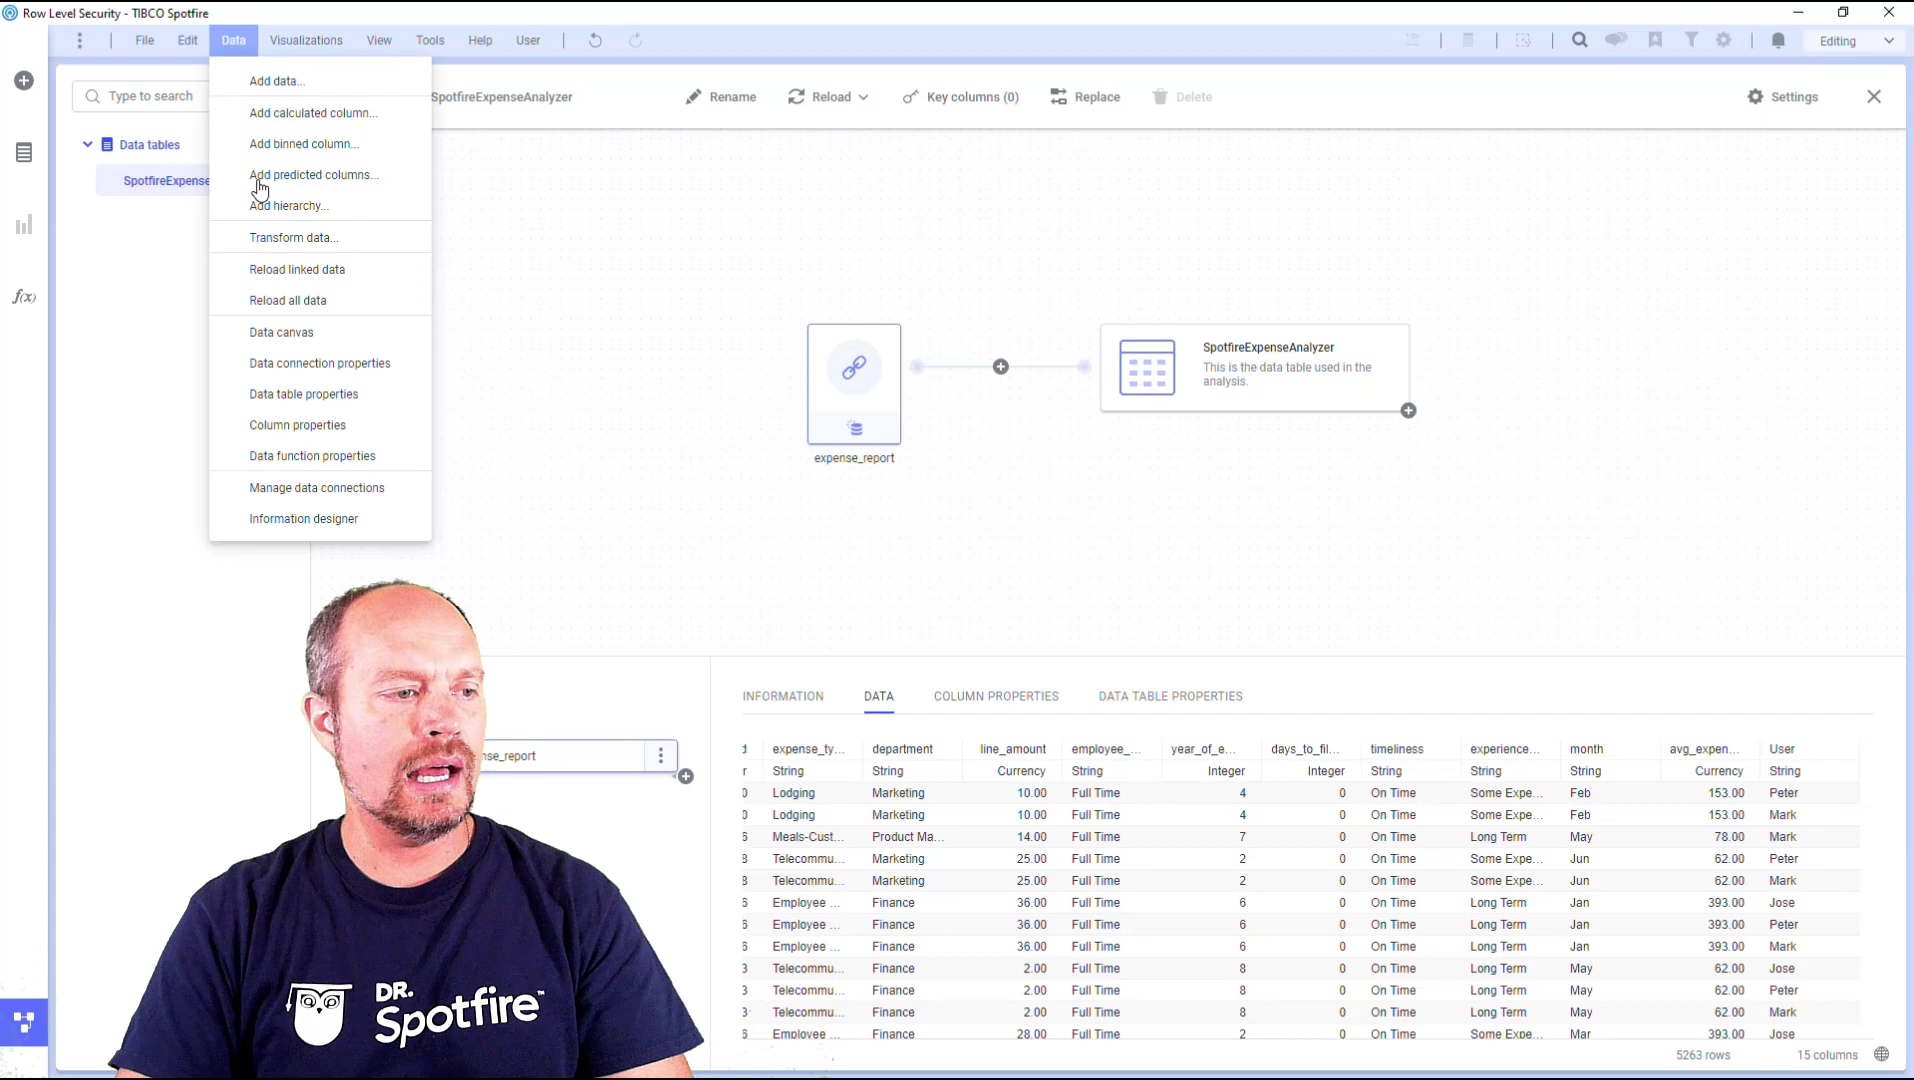 Row Level Security - TIBCO Spotfire
File Edit Data Visualizations View Tools Help User Editing
Type to search
SpotfireExpenseAnalyzer Rename Reload Key columns (0) Replace Delete Settings
Data tables
SpotfireExpense
Add data...
Add calculated column...
Add binned column...
Add predicted columns...
Add hierarchy...
Transform data...
Reload linked data
Reload all data
Data canvas
Data connection properties
Data table properties
Column properties
Data function properties
Manage data connections
Information designer
f(x)
expense_report
SpotfireExpenseAnalyzer
This is the data table used in the
analysis.
nse_report
INFORMATION DATA COLUMN PROPERTIES DATA TABLE PROPERTIES
expense_ty... department line_amount employee_... year_of_e... days_to_fil... timeliness experience... month avg_expen... User
r String String Currency String Integer Integer String String String Currency String
0 Lodging Marketing 10.00 Full Time 4 0 On Time Some Expe... Feb 153.00 Peter
0 Lodging Marketing 10.00 Full Time 4 0 On Time Some Expe... Feb 153.00 Mark
6 Meals-Cust... Product Ma... 14.00 Full Time 7 0 On Time Long Term May 78.00 Mark
8 Telecommu... Marketing 25.00 Full Time 2 0 On Time Some Expe... Jun 62.00 Peter
8 Telecommu... Marketing 25.00 Full Time 2 0 On Time Some Expe... Jun 62.00 Mark
6 Employee ... Finance 36.00 Full Time 6 0 On Time Long Term Jan 393.00 Jose
6 Employee ... Finance 36.00 Full Time 6 0 On Time Long Term Jan 393.00 Peter
6 Employee ... Finance 36.00 Full Time 6 0 On Time Long Term Jan 393.00 Mark
3 Telecommu... Finance 2.00 Full Time 8 0 On Time Long Term May 62.00 Jose
3 Telecommu... Finance 2.00 Full Time 8 0 On Time Long Term May 62.00 Peter
3 Telecommu... Finance 2.00 Full Time 8 0 On Time Long Term May 62.00 Mark
6 Employee ... Finance 28.00 Full Time 2 0 On Time Some Expe... Mar 393.00 Jose
5263 rows 15 columns
DR.
Spotfire™